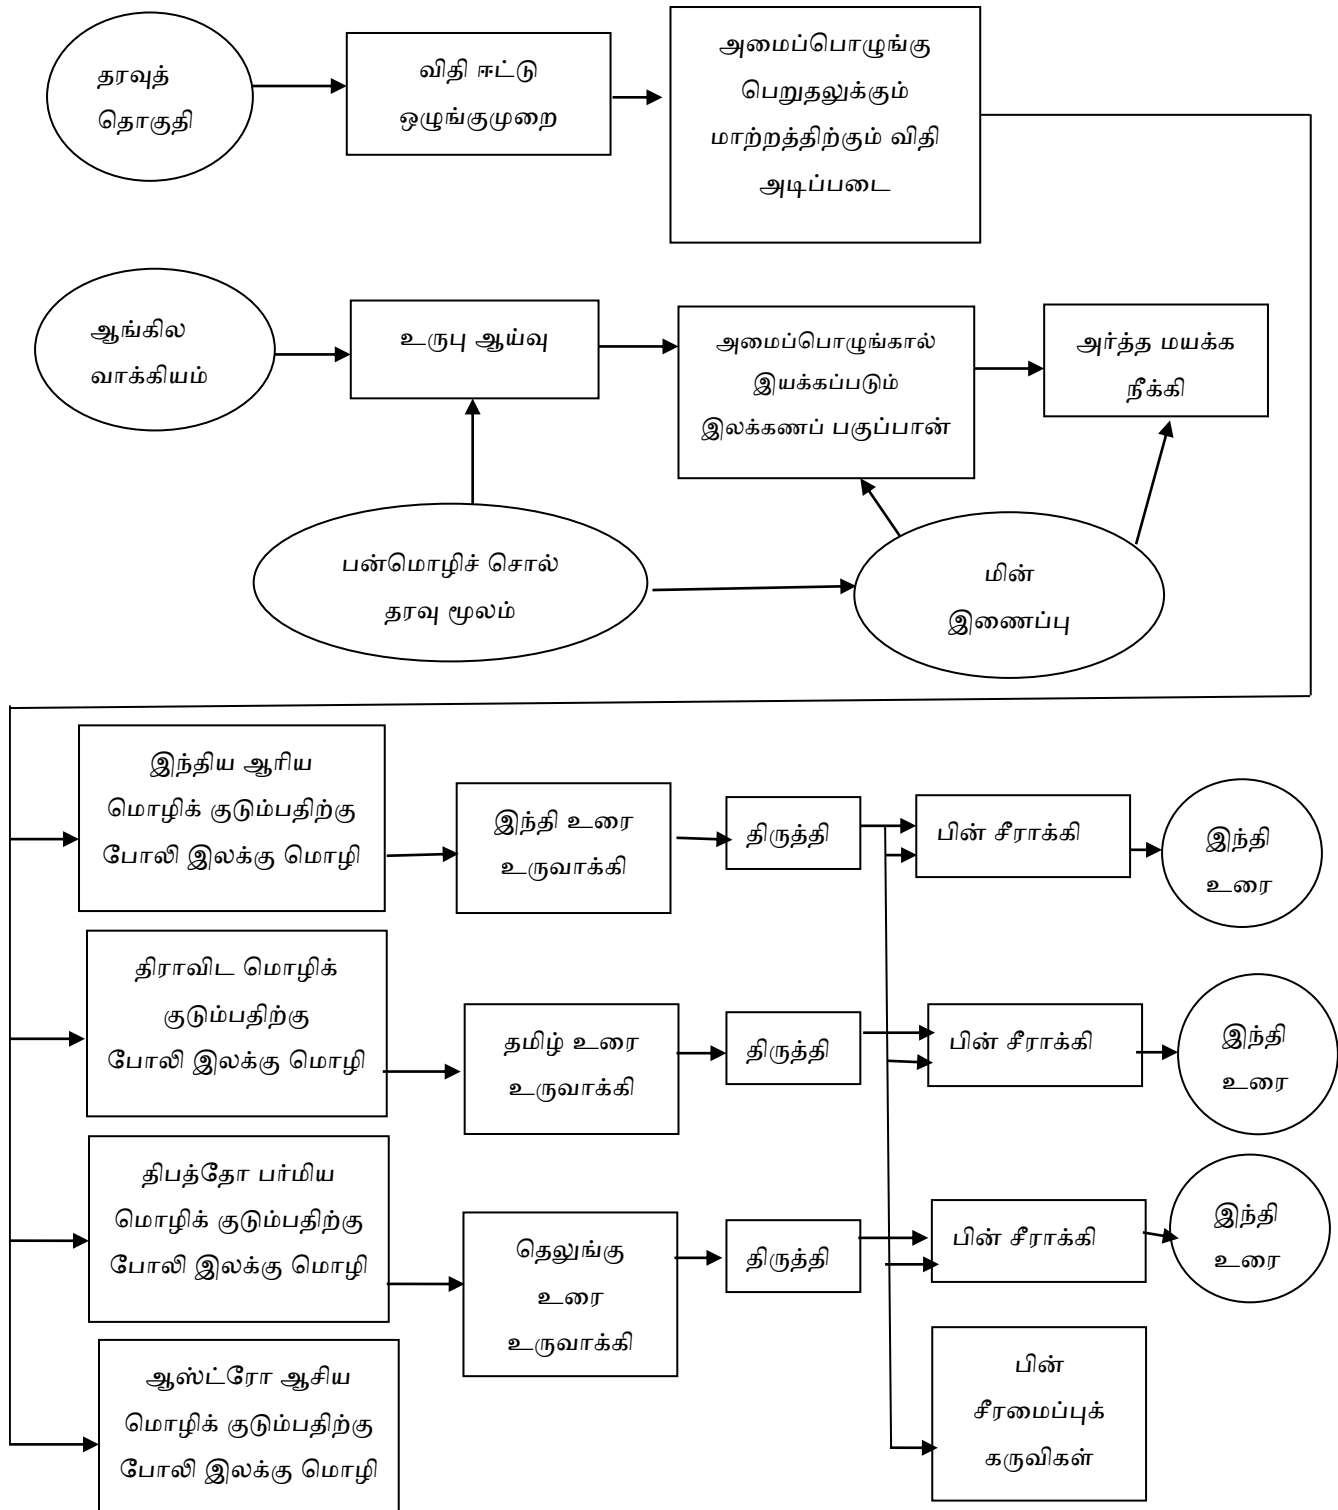 தரவுத்
தொகுதி
விதி ஈட்டு
ஒழுங்குமுறை
அமைப்பொழுங்கு
பெறுதலுக்கும்
மாற்றத்திற்கும் விதி
அடிப்படை
ஆங்கில
வாக்கியம்
உருபு ஆய்வு
அமைப்பொழுங்கால்
இயக்கப்படும்
இலக்கணப் பகுப்பான்
அர்த்த மயக்க
நீக்கி
பன்மொழிச் சொல்
தரவு மூலம்
மின்
இணைப்பு
இந்திய ஆரிய
மொழிக் குடும்பதிற்கு
போலி இலக்கு மொழி
இந்தி உரை
உருவாக்கி
திருத்தி
பின் சீராக்கி
இந்தி
உரை
திராவிட மொழிக்
குடும்பதிற்கு
போலி இலக்கு மொழி
தமிழ் உரை
உருவாக்கி
திருத்தி
பின் சீராக்கி
இந்தி
உரை
திபத்தோ பர்மிய
மொழிக் குடும்பதிற்கு
போலி இலக்கு மொழி
தெலுங்கு
உரை
உருவாக்கி
திருத்தி
பின் சீராக்கி
இந்தி
உரை
ஆஸ்ட்ரோ ஆசிய
மொழிக் குடும்பதிற்கு
போலி இலக்கு மொழி
பின்
சீரமைப்புக்
கருவிகள்